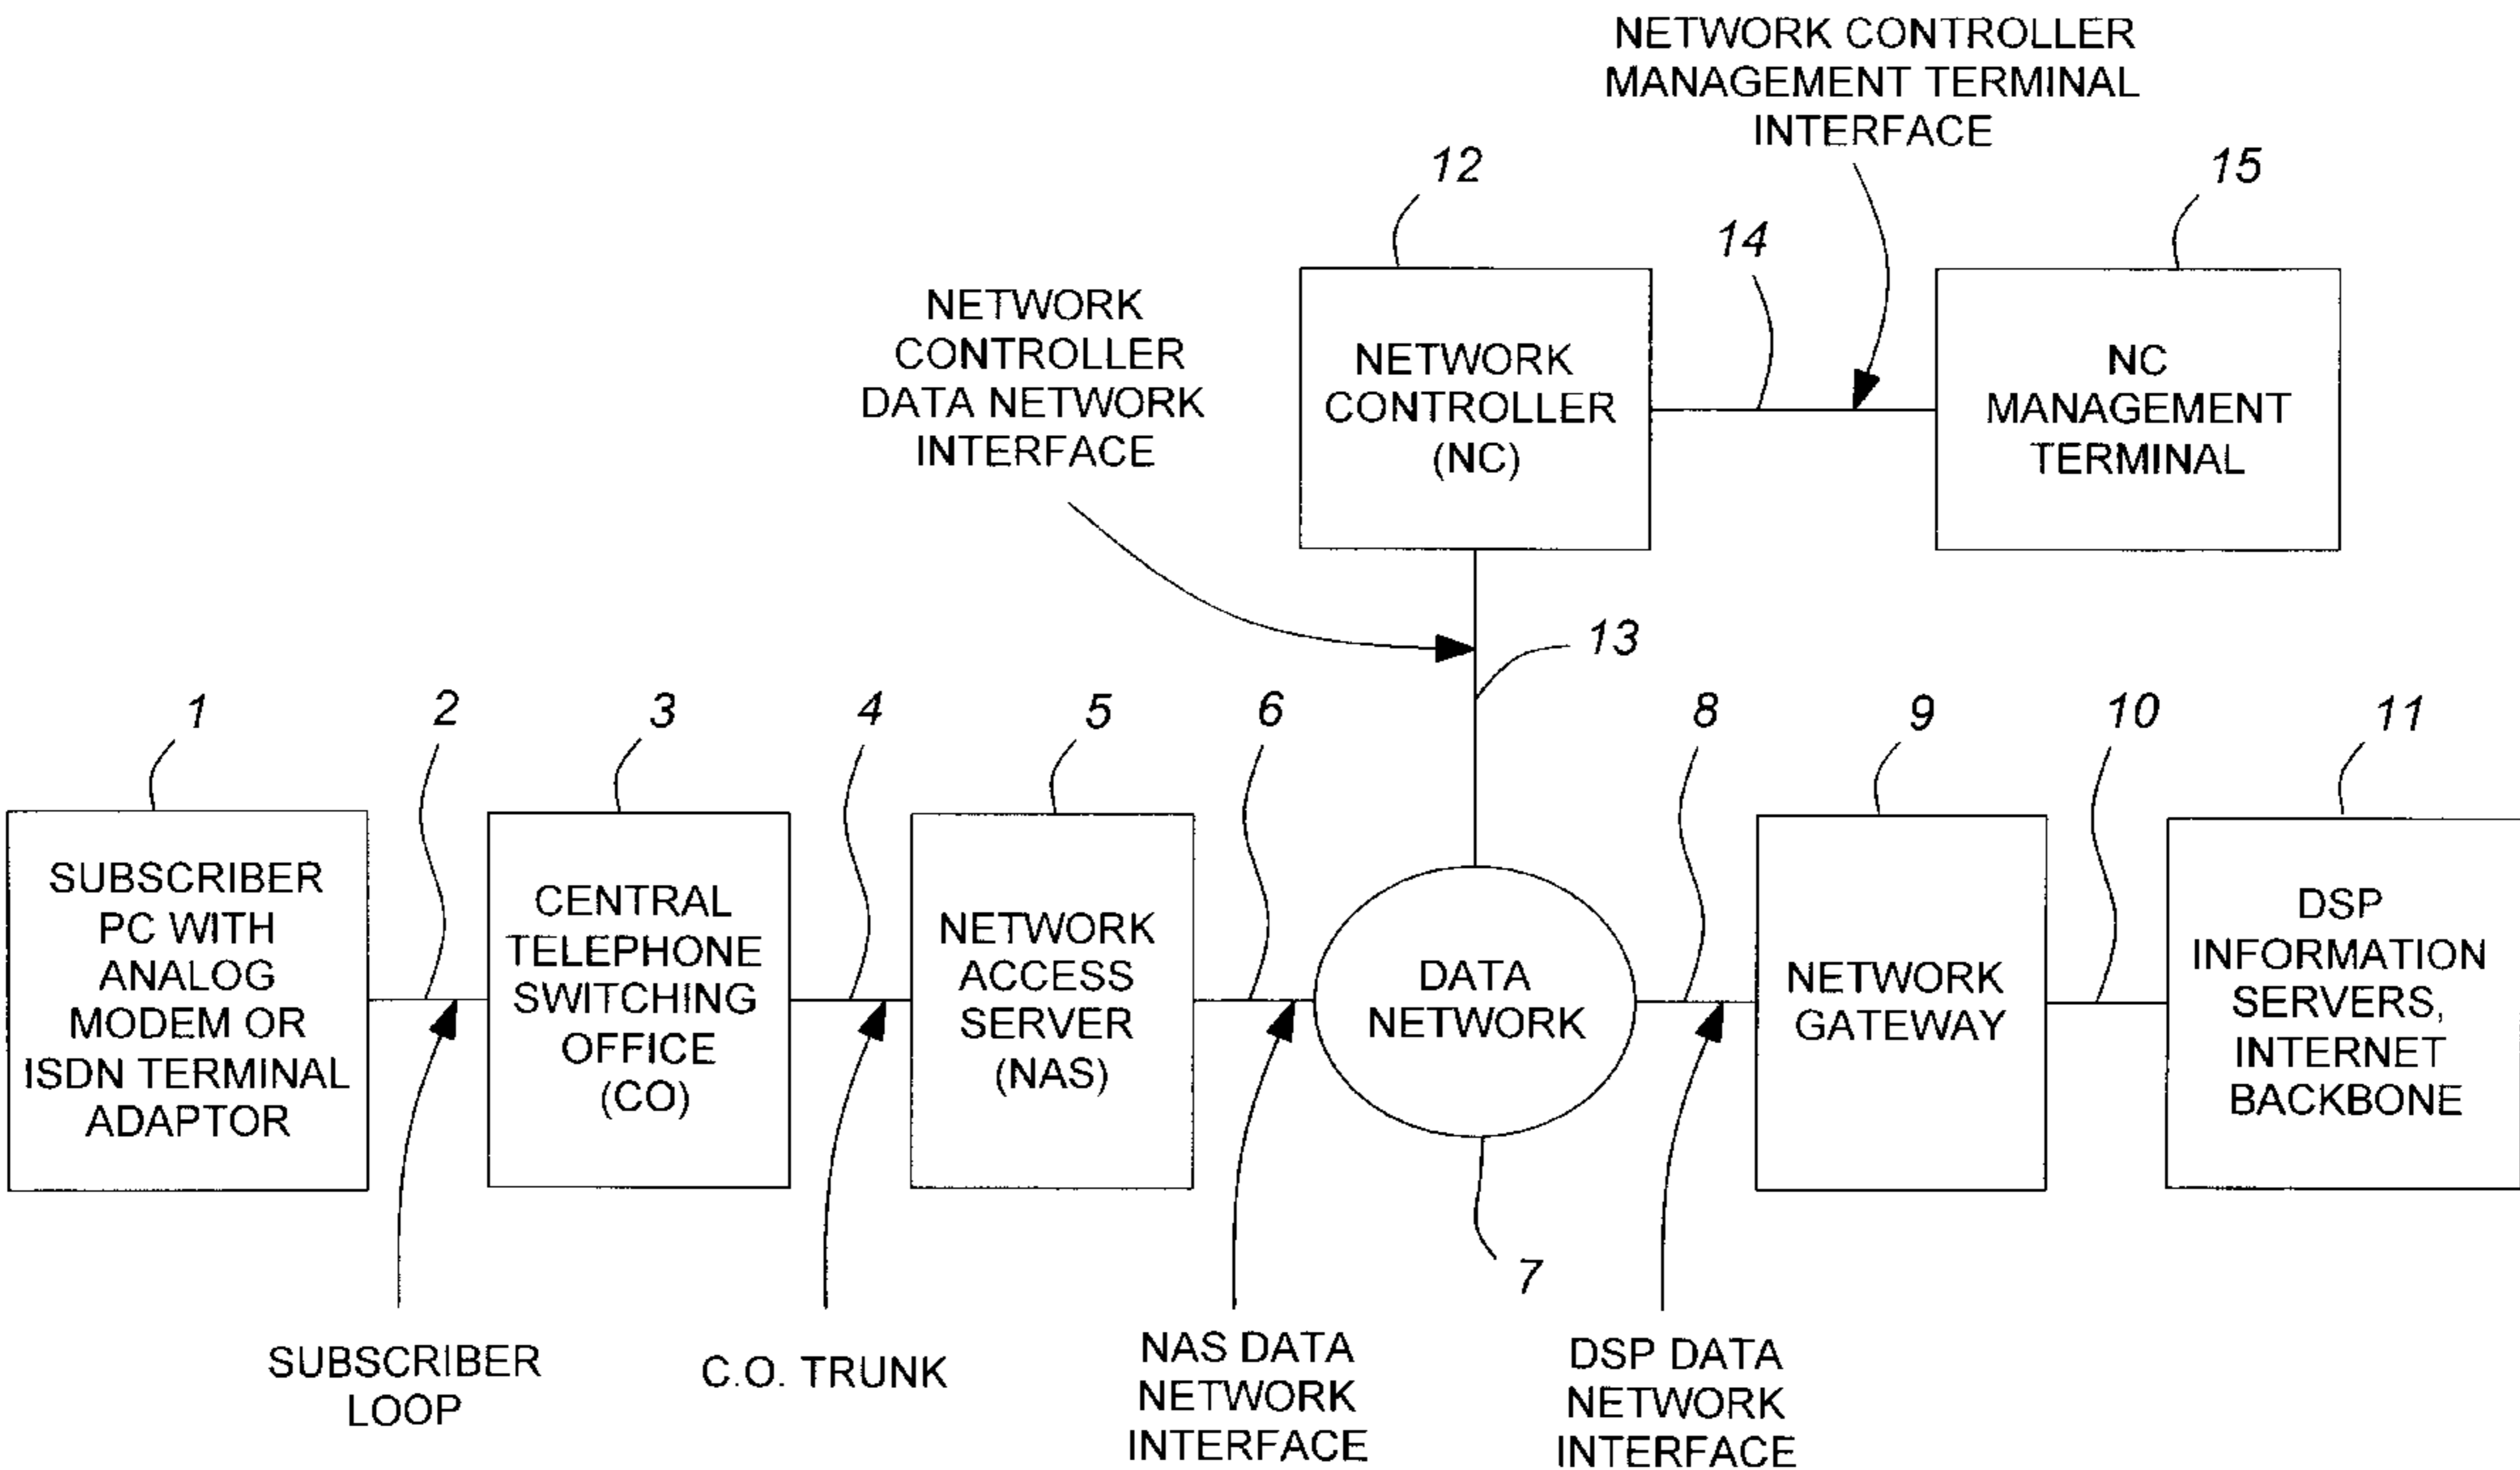 NETWORK CONTROLLER
MANAGEMENT TERMINAL
INTERFACE
12
15
14
NETWORK
CONTROLLER
DATA NETWORK
INTERFACE
NETWORK
CONTROLLER
(NC)
NC
MANAGEMENT
TERMINAL
13
1
2
3
4
5
6
8
9
10
11
SUBSCRIBER
PC WITH
ANALOG
MODEM OR
ISDN TERMINAL
ADAPTOR
CENTRAL
TELEPHONE
SWITCHING
OFFICE
(CO)
NETWORK
ACCESS
SERVER
(NAS)
DATA
NETWORK
NETWORK
GATEWAY
DSP
INFORMATION
SERVERS,
INTERNET
BACKBONE
7
SUBSCRIBER
LOOP
C.O. TRUNK
NAS DATA
NETWORK
INTERFACE
DSP DATA
NETWORK
INTERFACE